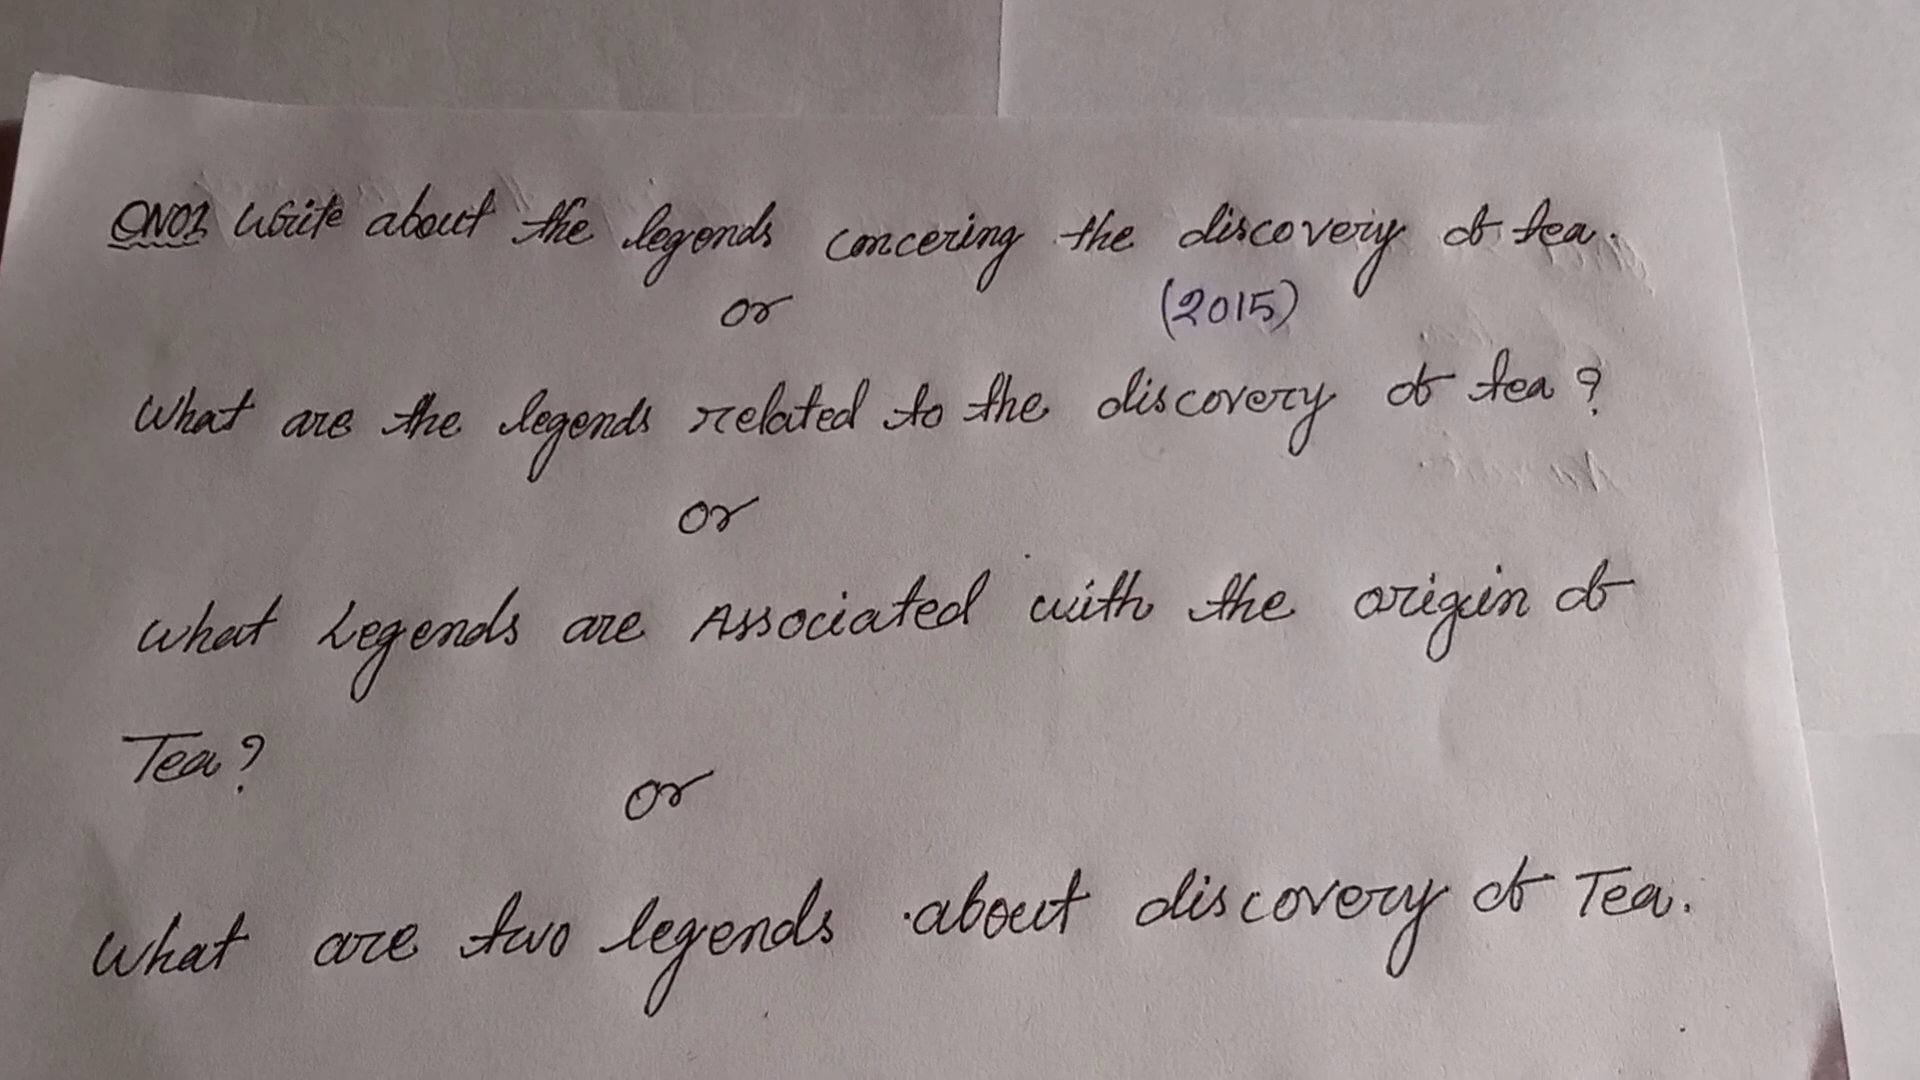 QNO1 Write about the legends concering the discovery of tea.
or (2015)
What are the legends related to the discovery of tea?
or
What Legends are Associated with the origin of
Tea?
or
What are two legends about discovery of Tea.